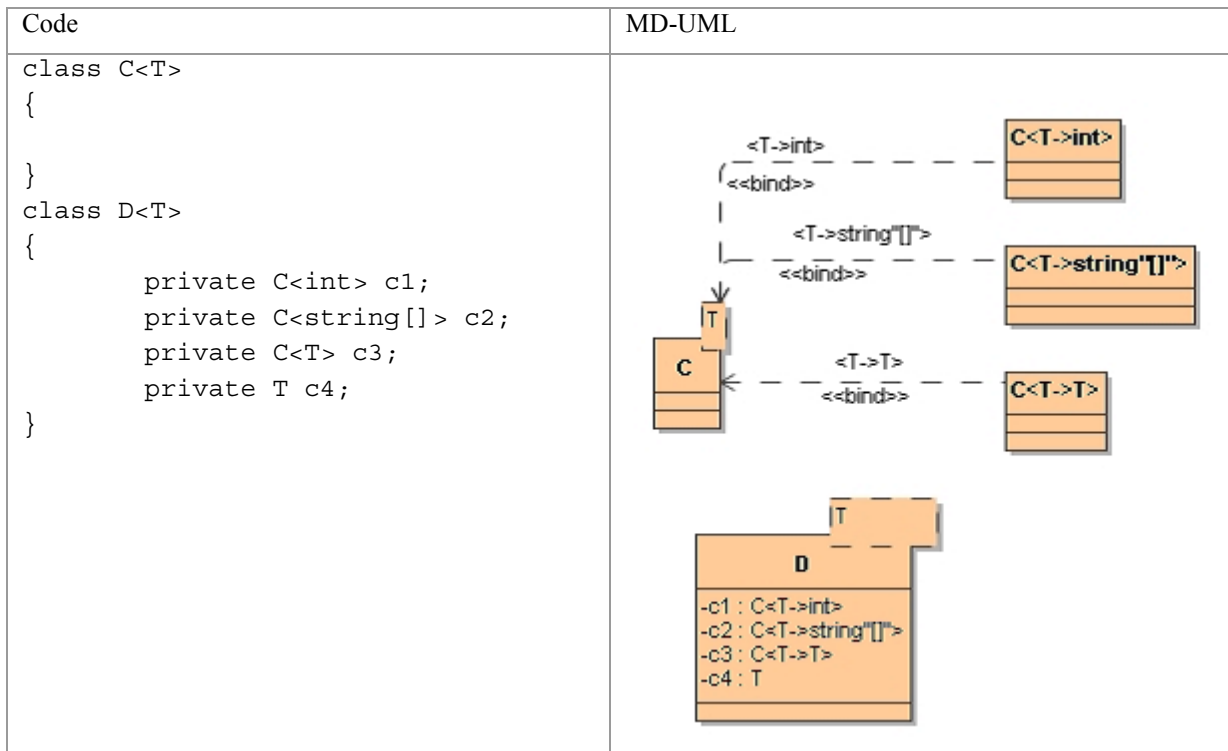 Code
MD-UML
class C<T>
{
}
class D<T>
{
private C<int> c1;
private C<string[]> c2;
private C<T> c3;
private T c4;
}
<T->int>
<<bind>>
C<T->int>
<T->string"[]">
<<bind>>
C<T->string"[]">
T
C
<T->T>
<<bind>>
C<T->T>
T
D
-c1 : C<T->int>
-c2 : C<T->string"[]">
-c3 : C<T->T>
-c4 : T